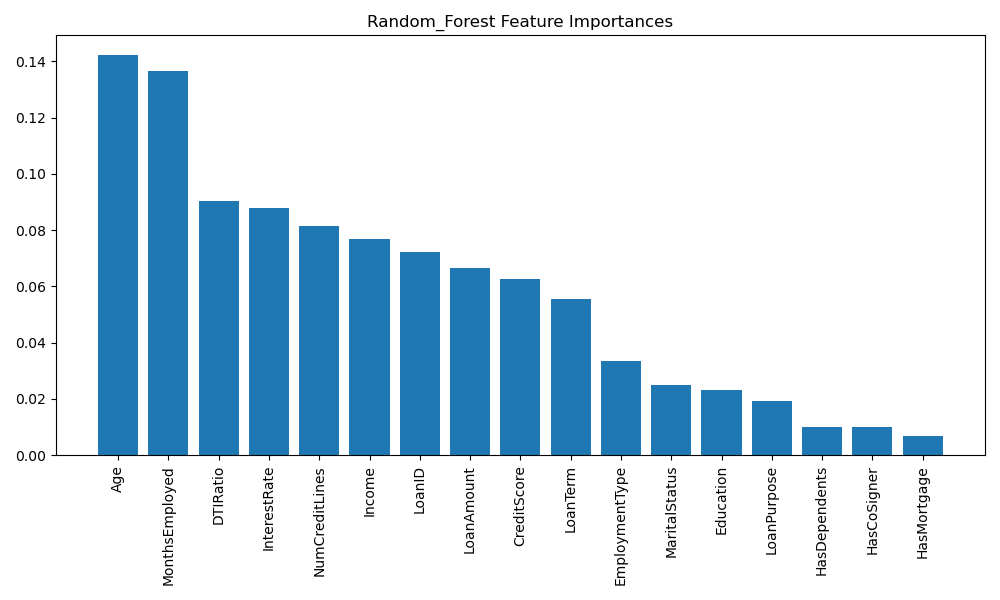 Random_Forest Feature Importances
0.14
0.12
0.10
0.08
0.06
0.04
0.02
0.00
Age
MonthsEmployed
DTIRatio
InterestRate
NumCreditLines
Income
LoanID
LoanAmount
CreditScore
LoanTerm
EmploymentType
MaritalStatus
Education
LoanPurpose
HasDependents
HasCoSigner
HasMortgage